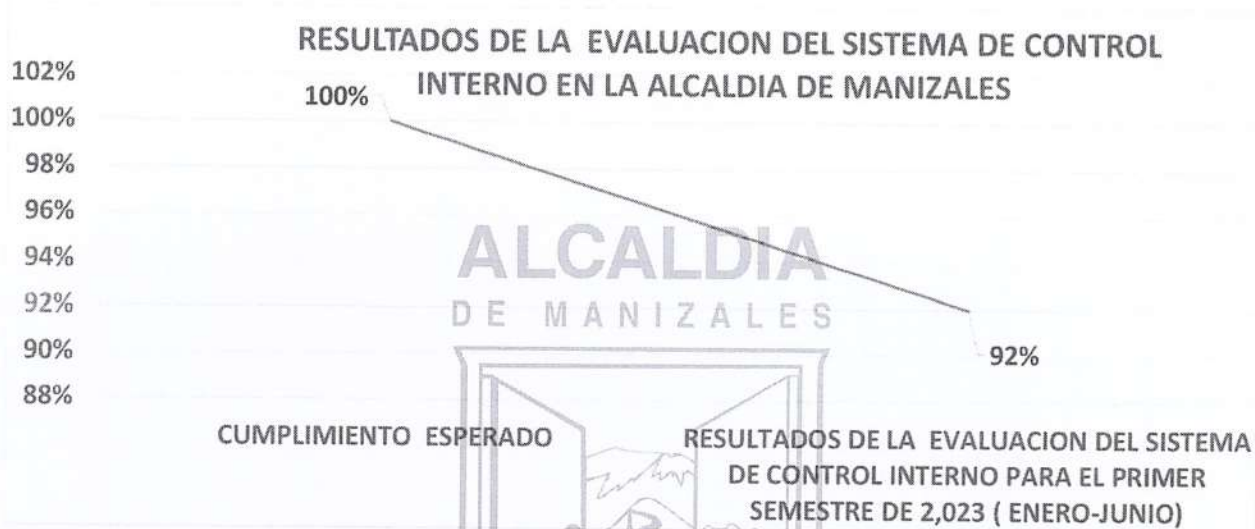 RESULTADOS DE LA EVALUACION DEL SISTEMA DE CONTROL
INTERNO EN LA ALCALDIA DE MANIZALES
102%
100%
98%
96%
94%
92%
90%
88%
100%
92%
ALCALDIA
DE MANIZALES
CUMPLIMIENTO ESPERADO
RESULTADOS DE LA EVALUACION DEL SISTEMA
DE CONTROL INTERNO PARA EL PRIMER
SEMESTRE DE 2,023 ( ENERO-JUNIO)